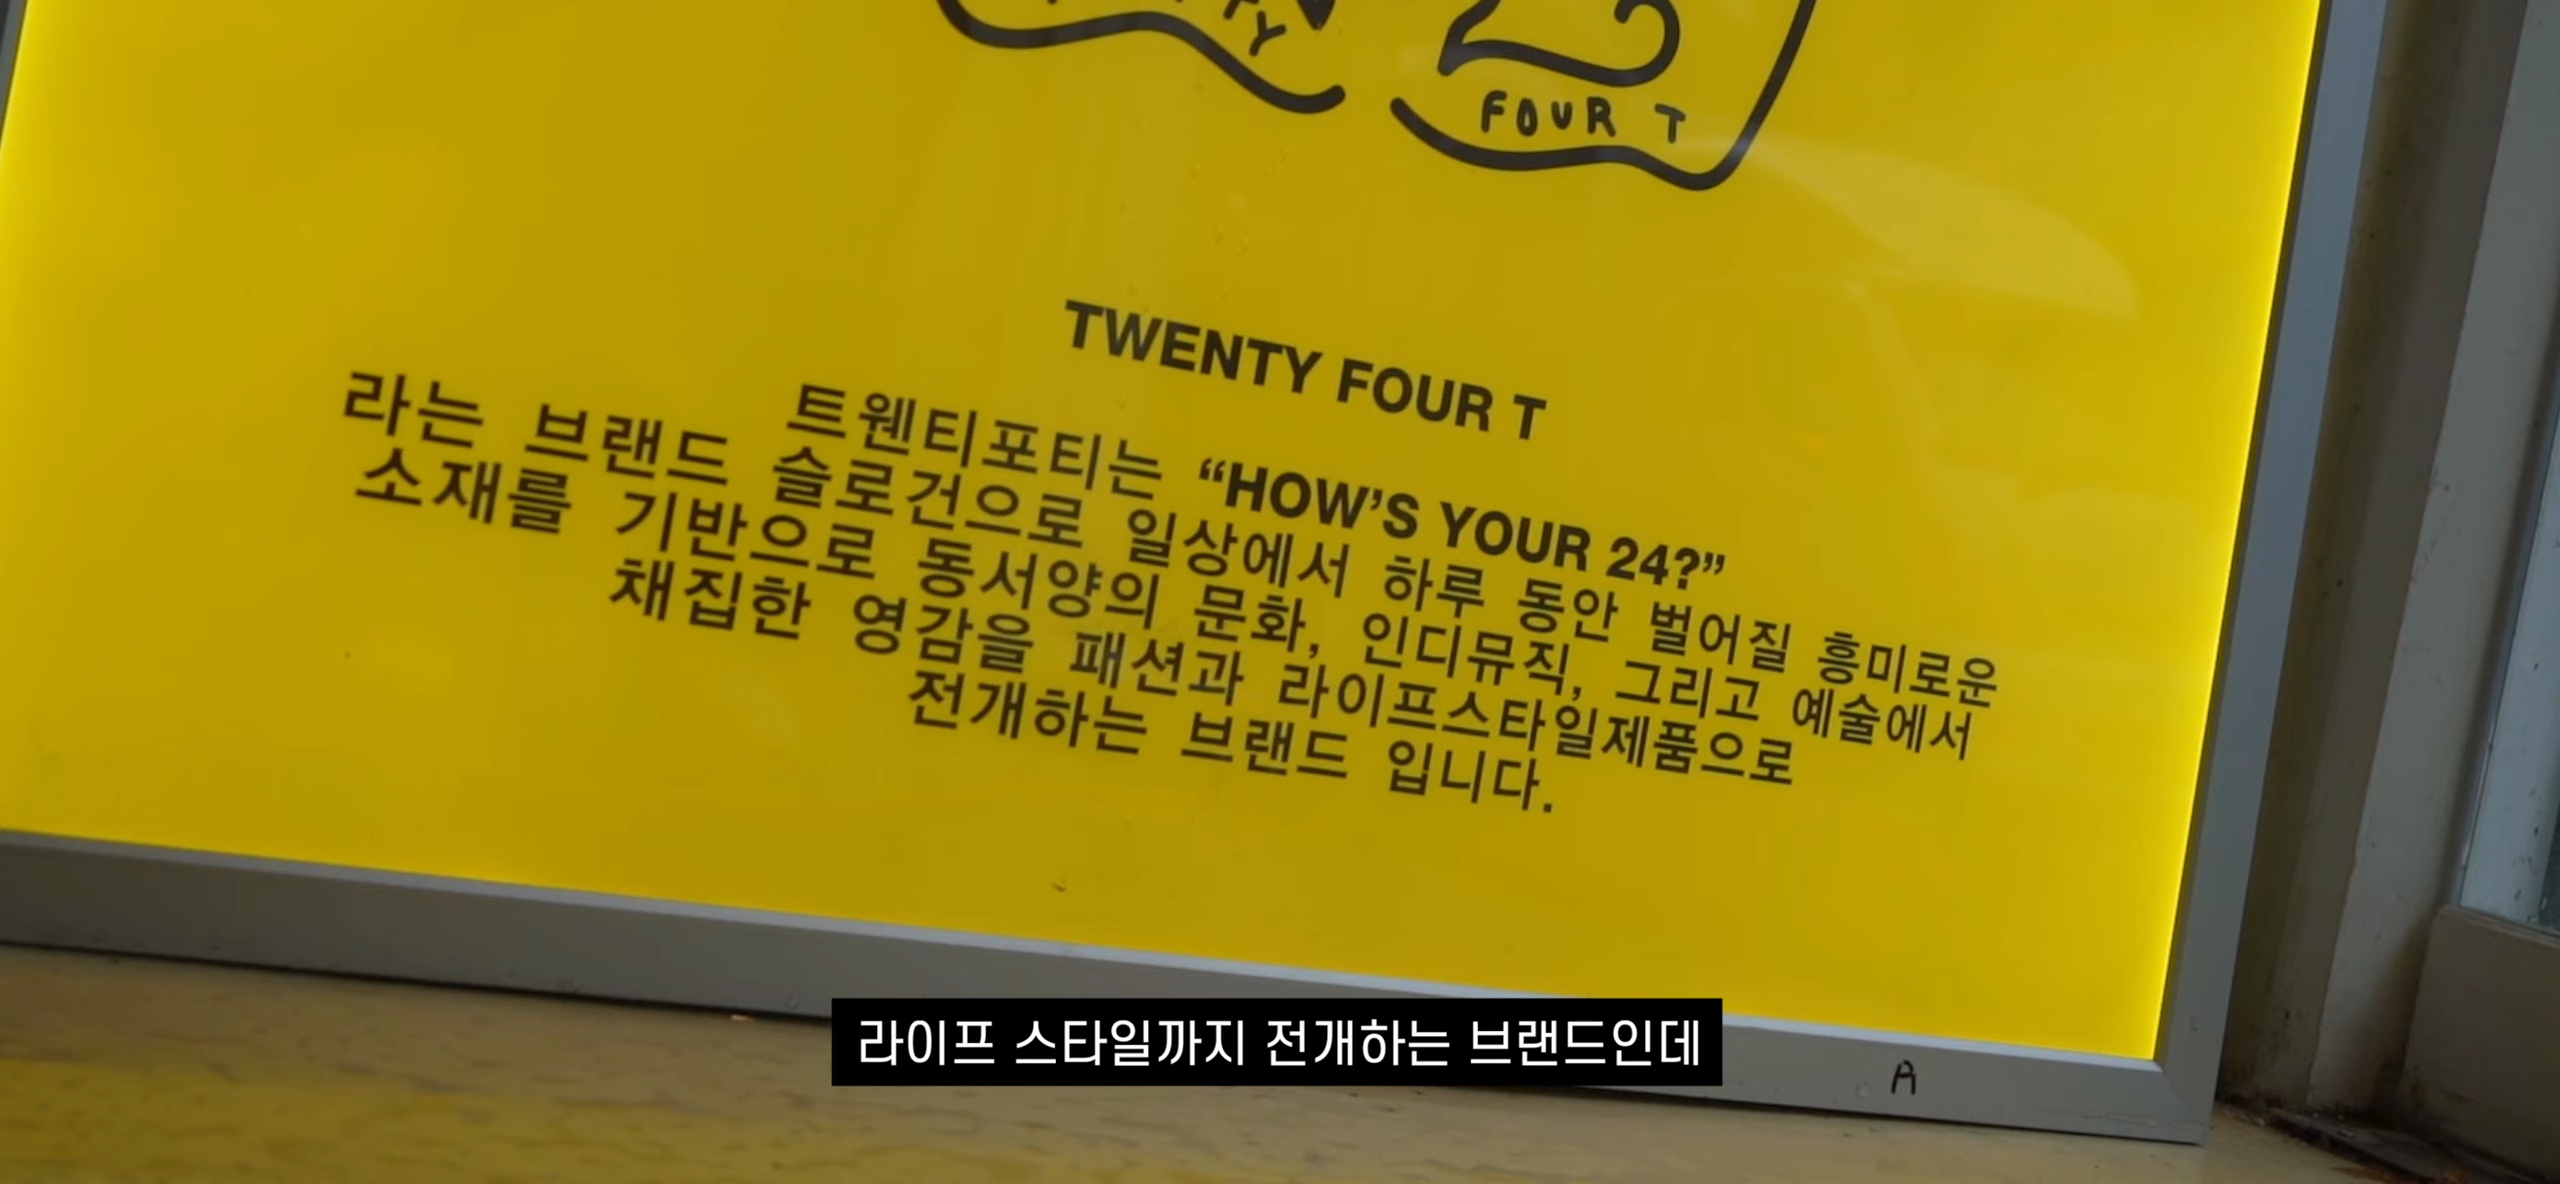 FOUR T
TWENTY FOUR T
트웬티포티는 “HOW’S YOUR 24?”
라는 브랜드 슬로건으로 일상에서 하루 동안 벌어질 흥미로운
소재를 기반으로 동서양의 문화, 인디뮤직, 그리고 예술에서
채집한 영감을 패션과 라이프스타일제품으로
전개하는 브랜드 입니다.
라이프 스타일까지 전개하는 브랜드인데
A